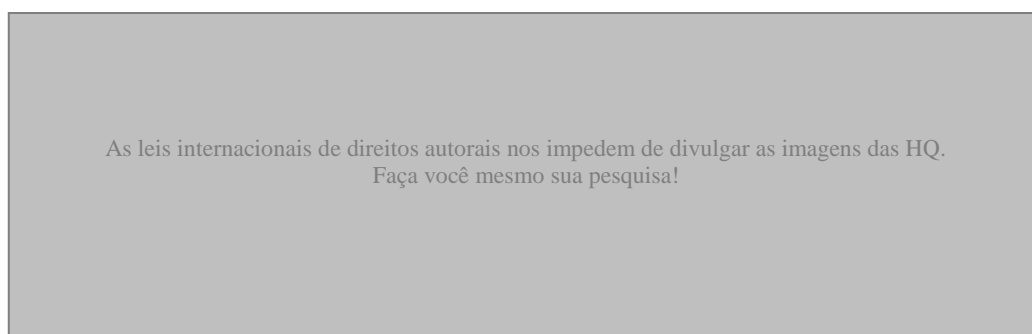 As leis internacionais de direitos autorais nos impedem de divulgar as imagens das HQ.
Faça você mesmo sua pesquisa!